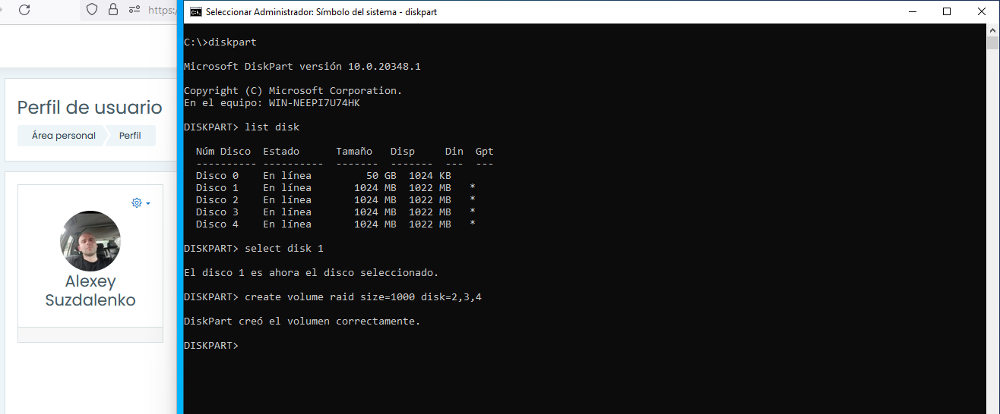 https:/
Perfil de usuario
Área personal
Perfil
Alexey
Suzdalenko
Seleccionar Administrador: Símbolo del sistema - diskpart
C:\>diskpart
Microsoft DiskPart versión 10.0.20348.1
Copyright (C) Microsoft Corporation.
En el equipo: WIN-NEEPI7U74HK
DISKPART> list disk
Núm Disco  Estado      Tamaño   Disp     Din  Gpt
---------- ----------  -------  -------  ---  ---
Disco 0    En línea         50 GB  1024 KB
Disco 1    En línea       1024 MB  1022 MB   *
Disco 2    En línea       1024 MB  1022 MB   *
Disco 3    En línea       1024 MB  1022 MB   *
Disco 4    En línea       1024 MB  1022 MB   *
DISKPART> select disk 1
El disco 1 es ahora el disco seleccionado.
DISKPART> create volume raid size=1000 disk=2,3,4
DiskPart creó el volumen correctamente.
DISKPART>